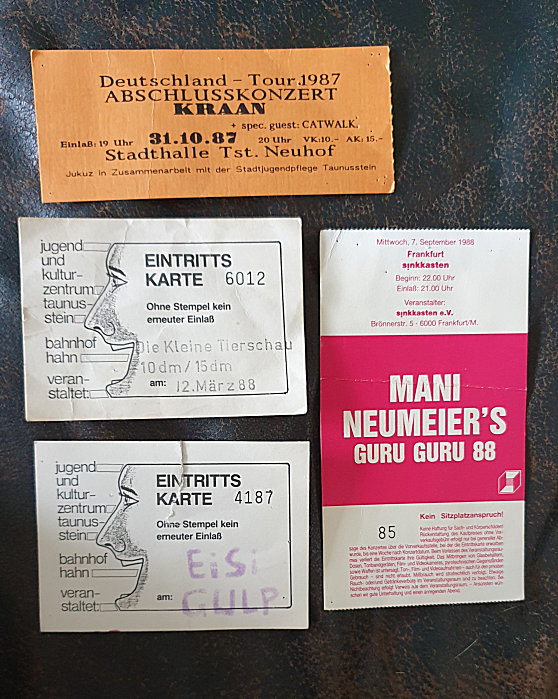 Deutschland - Tour.1987
ABSCHLUSSKONZERT
KRAAN
+ spec. guest: CATWALK.
Einlaß: 19 Uhr 31.10.87 20 Uhr VK:10.- AK: 15.-
Stadthalle Tst. Neuhof
Jukuz in Zusammenarbeit mit der Stadtjugendpflege Taunusstein
jugend
und
kultur-
zentrum
taunus-
stein
bahnhof
hahn
veran-
staltet:
EINTRITTS
KARTE 6012
Ohne Stempel kein
erneuter Einlaß
Die Kleine Tierschau
10dm/15dm
am: 12.März 88
jugend
und
kultur-
zentrum
taunus-
stein
bahnhof
hahn
veran-
staltet:
EINTRITTS
KARTE 4187
Ohne Stempel kein
erneuter Einlaß
EiSi
am: GULP
Mittwoch, 7. September 1988
Frankfurt
sinkkasten
Beginn: 22.00 Uhr
Einlaß: 21.00 Uhr
Veranstalter:
sinkkasten e.V.
Brönnerstr. 5 - 6000 Frankfurt/M.
MANI
NEUMEIER'S
GURU GURU 88
Kein Sitzplatzanspruch!
85